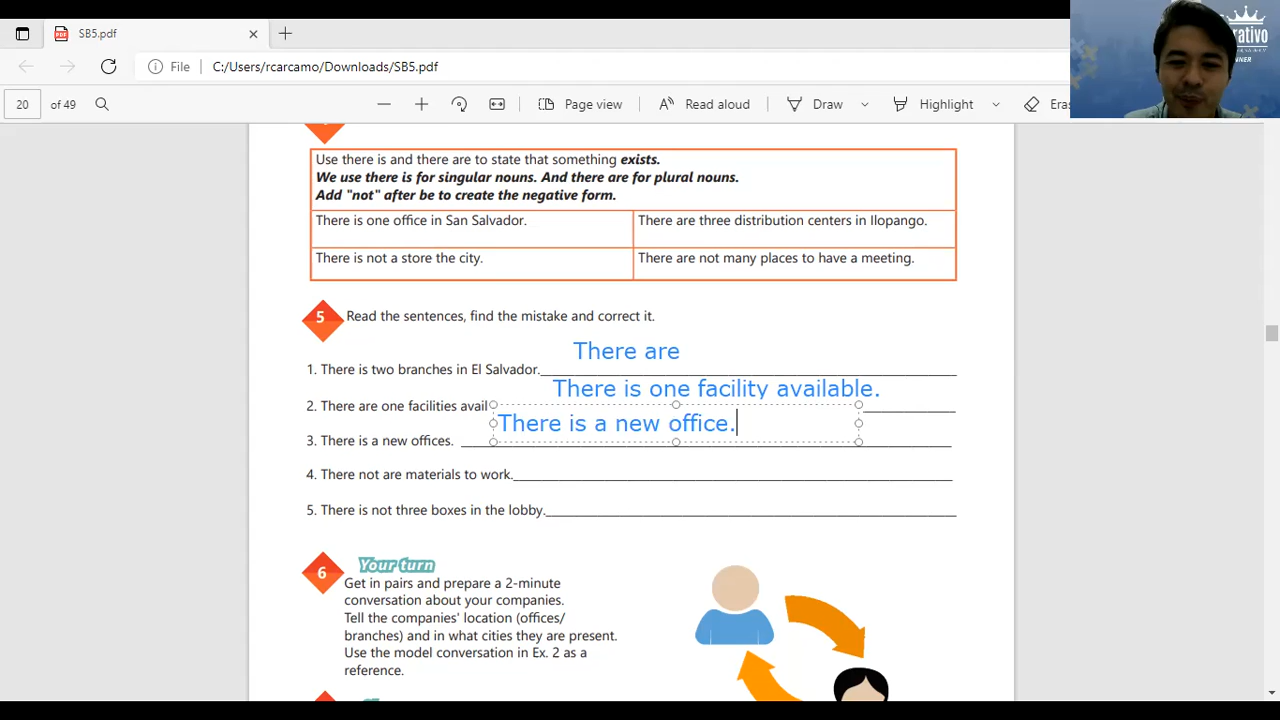 SB5.pdf
File C:/Users/rcarcamo/Downloads/SB5.pdf
20 of 49 Page view Read aloud Draw Highlight Eras
rativo
NNER
Use there is and there are to state that something exists.
We use there is for singular nouns. And there are for plural nouns.
Add "not" after be to create the negative form.
There is one office in San Salvador. There are three distribution centers in Ilopango.
There is not a store the city. There are not many places to have a meeting.
5 Read the sentences, find the mistake and correct it.
There are
1. There is two branches in El Salvador.
There is one facility available.
2. There are one facilities avail
There is a new office.
3. There is a new offices.
4. There not are materials to work.
5. There is not three boxes in the lobby.
6 Your turn
Get in pairs and prepare a 2-minute
conversation about your companies.
Tell the companies' location (offices/
branches) and in what cities they are present.
Use the model conversation in Ex. 2 as a
reference.